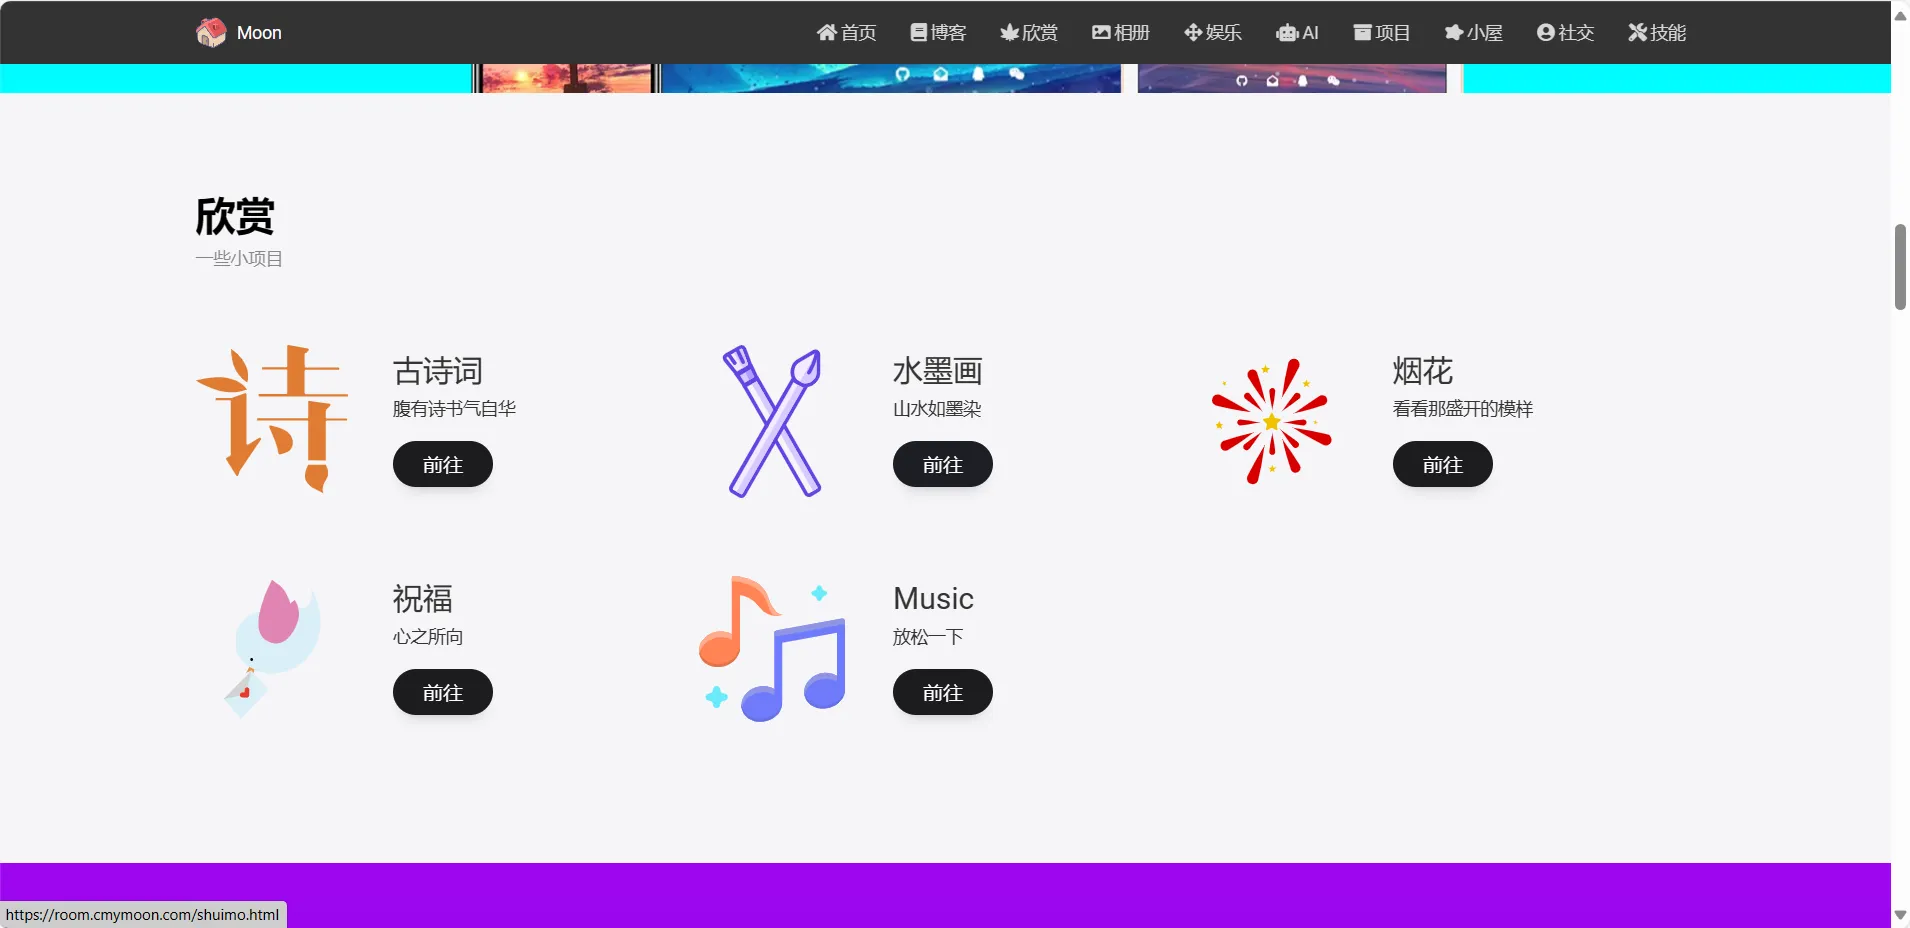 Moon 首页 博客 欣赏 相册 娱乐 AI 项目 小屋 社交 技能
欣赏
一些小项目
诗
古诗词
腹有诗书气自华
前往
水墨画
山水如墨染
前往
烟花
看看那盛开的模样
前往
祝福
心之所向
前往
Music
放松一下
前往
https://room.cmymoon.com/shuimo.html